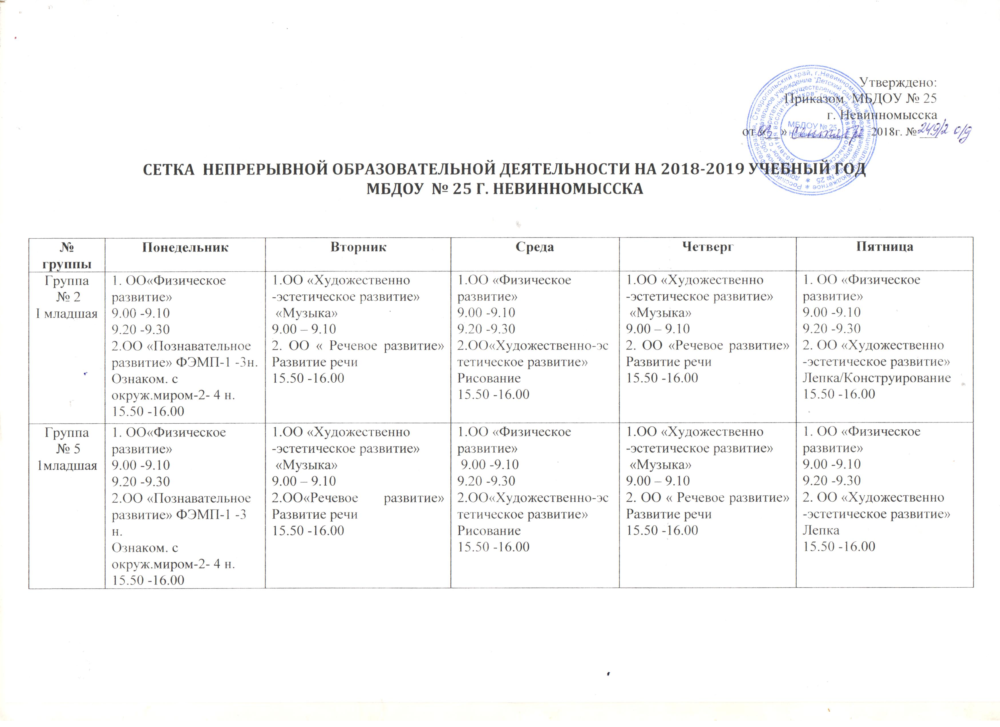 Утверждено:
Приказом МБДОУ № 25
г. Невинномысска
от « » сентября 2018г. № 249/2 о/д
МБДОУ № 25
Невинномысска
СЕТКА НЕПРЕРЫВНОЙ ОБРАЗОВАТЕЛЬНОЙ ДЕЯТЕЛЬНОСТИ НА 2018-2019 УЧЕБНЫЙ ГОД
МБДОУ № 25 Г. НЕВИННОМЫССКА
№
группы
Понедельник
Вторник
Среда
Четверг
Пятница
Группа
№ 2
I младшая
1. ОО«Физическое
развитие»
9.00 -9.10
9.20 -9.30
2.ОО «Познавательное
развитие» ФЭМП-1 -3н.
Ознаком. с
окруж.миром-2- 4 н.
15.50 -16.00
1.ОО «Художественно
-эстетическое развитие»
«Музыка»
9.00 – 9.10
2. ОО « Речевое развитие»
Развитие речи
15.50 -16.00
1.ОО «Физическое
развитие»
9.00 -9.10
9.20 -9.30
2.ОО«Художественно-эс
тетическое развитие»
Рисование
15.50 -16.00
1.ОО «Художественно
-эстетическое развитие»
«Музыка»
9.00 – 9.10
2. ОО «Речевое развитие»
Развитие речи
15.50 -16.00
1. ОО «Физическое
развитие»
9.00 -9.10
9.20 -9.30
2. ОО «Художественно
-эстетическое развитие»
Лепка/Конструирование
15.50 -16.00
Группа
№ 5
1младшая
1. ОО«Физическое
развитие»
9.00 -9.10
9.20 -9.30
2.ОО «Познавательное
развитие» ФЭМП-1 -3
н.
Ознаком. с
окруж.миром-2- 4 н.
15.50 -16.00
1.ОО «Художественно
-эстетическое развитие»
«Музыка»
9.00 – 9.10
2.ОО«Речевое развитие»
Развитие речи
15.50 -16.00
1.ОО «Физическое
развитие»
9.00 -9.10
9.20 -9.30
2.ОО«Художественно-эс
тетическое развитие»
Рисование
15.50 -16.00
1.ОО «Художественно
-эстетическое развитие»
«Музыка»
9.00 – 9.10
2. ОО « Речевое развитие»
Развитие речи
15.50 -16.00
1. ОО «Физическое
развитие»
9.00 -9.10
9.20 -9.30
2. ОО «Художественно
-эстетическое развитие»
Лепка
15.50 -16.00